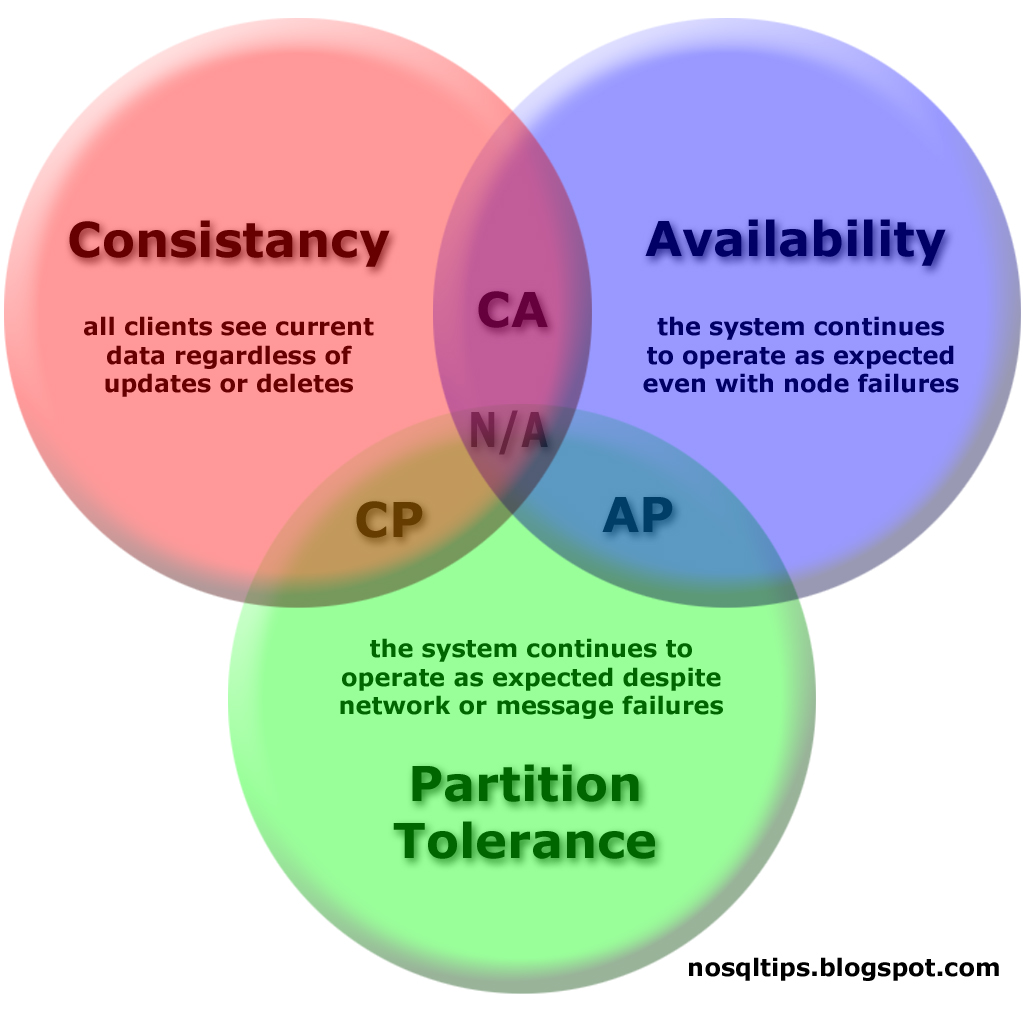 Consistancy
all clients see current
data regardless of
updates or deletes
Availability
the system continues
to operate as expected
even with node failures
CA
N/A
CP
AP
the system continues to
operate as expected despite
network or message failures
Partition
Tolerance
nosqltips.blogspot.com